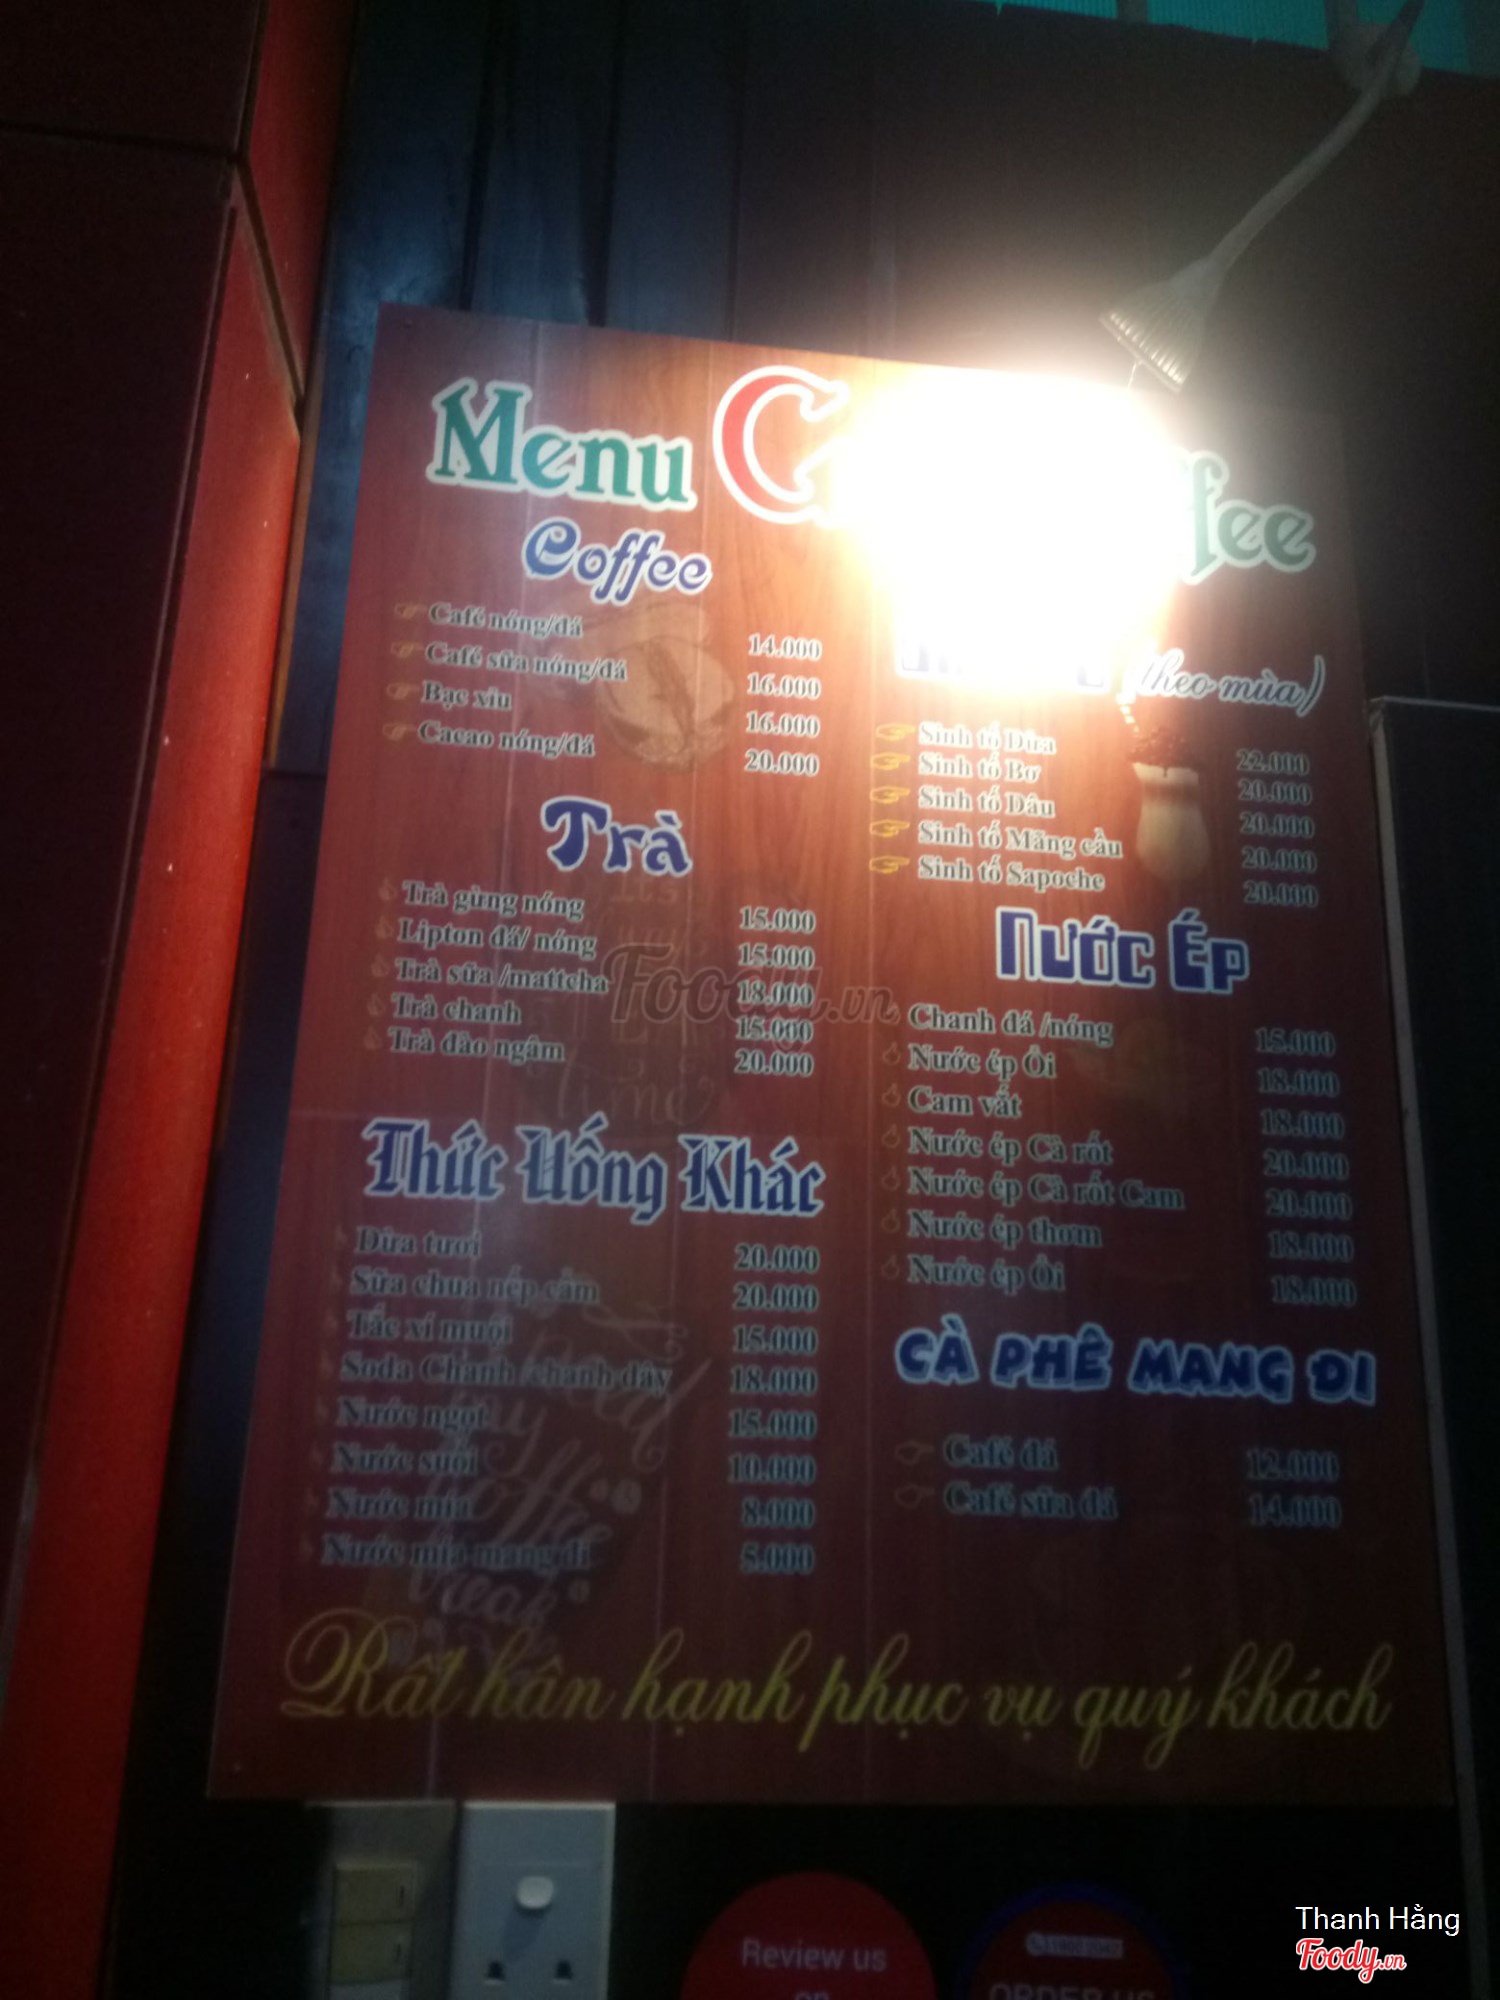 Menu
Coffee
Café nóng/đá 14.000
Café sữa nóng/đá 16.000
Bạc xỉu 16.000
Cacao nóng/đá 20.000
Trà
Trà gừng nóng 15.000
Lipton đá/ nóng 15.000
Trà sữa /mattcha 18.000
Trà chanh 15.000
Trà đào ngâm 20.000
Thức Uống Khác
Dừa tươi 20.000
Sữa chua nếp cẩm 20.000
Tắc xí muội 15.000
Soda Chanh /chanh dây 18.000
Nước ngọt 15.000
Nước suối 10.000
Nước mía 8.000
Nước mía mang đi 5.000
(theo mùa)
Sinh tố Dừa 22.000
Sinh tố Bơ 20.000
Sinh tố Dâu 20.000
Sinh tố Mãng cầu 20.000
Sinh tố Sapoche 20.000
Nước Ép
Chanh đá /nóng 15.000
Nước ép Ổi 18.000
Cam vắt 18.000
Nước ép Cà rốt 20.000
Nước ép Cà rốt Cam 20.000
Nước ép thơm 18.000
Nước ép Ổi 18.000
CÀ PHÊ MANG ĐI
Café đá 12.000
Café sữa đá 14.000
Rất hân hạnh phục vụ quý khách
Foody.vn
Review us
on
ORDER US
Thanh Hằng
Foody.vn